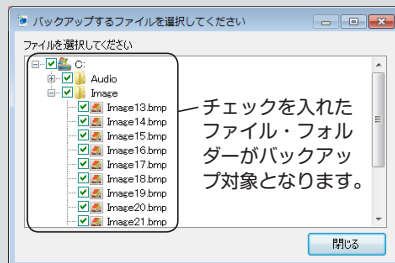 バックアップするファイルを選択してください
ファイルを選択してください
C:
Audio
Image
Image13.bmp
Image14.bmp
Image15.bmp
Image16.bmp
Image17.bmp
Image18.bmp
Image19.bmp
Image20.bmp
Image21.bmp
チェックを入れた
ファイル・フォル
ダーがバックアッ
プ対象となります。
閉じる